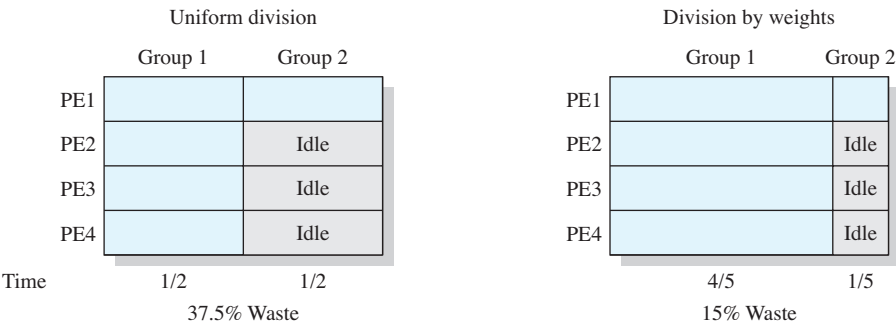 Uniform division
Group 1 Group 2
PE1
PE2 Idle
PE3 Idle
PE4 Idle
Time 1/2 1/2
37.5% Waste
Division by weights
Group 1 Group 2
PE1
PE2 Idle
PE3 Idle
PE4 Idle
4/5 1/5
15% Waste